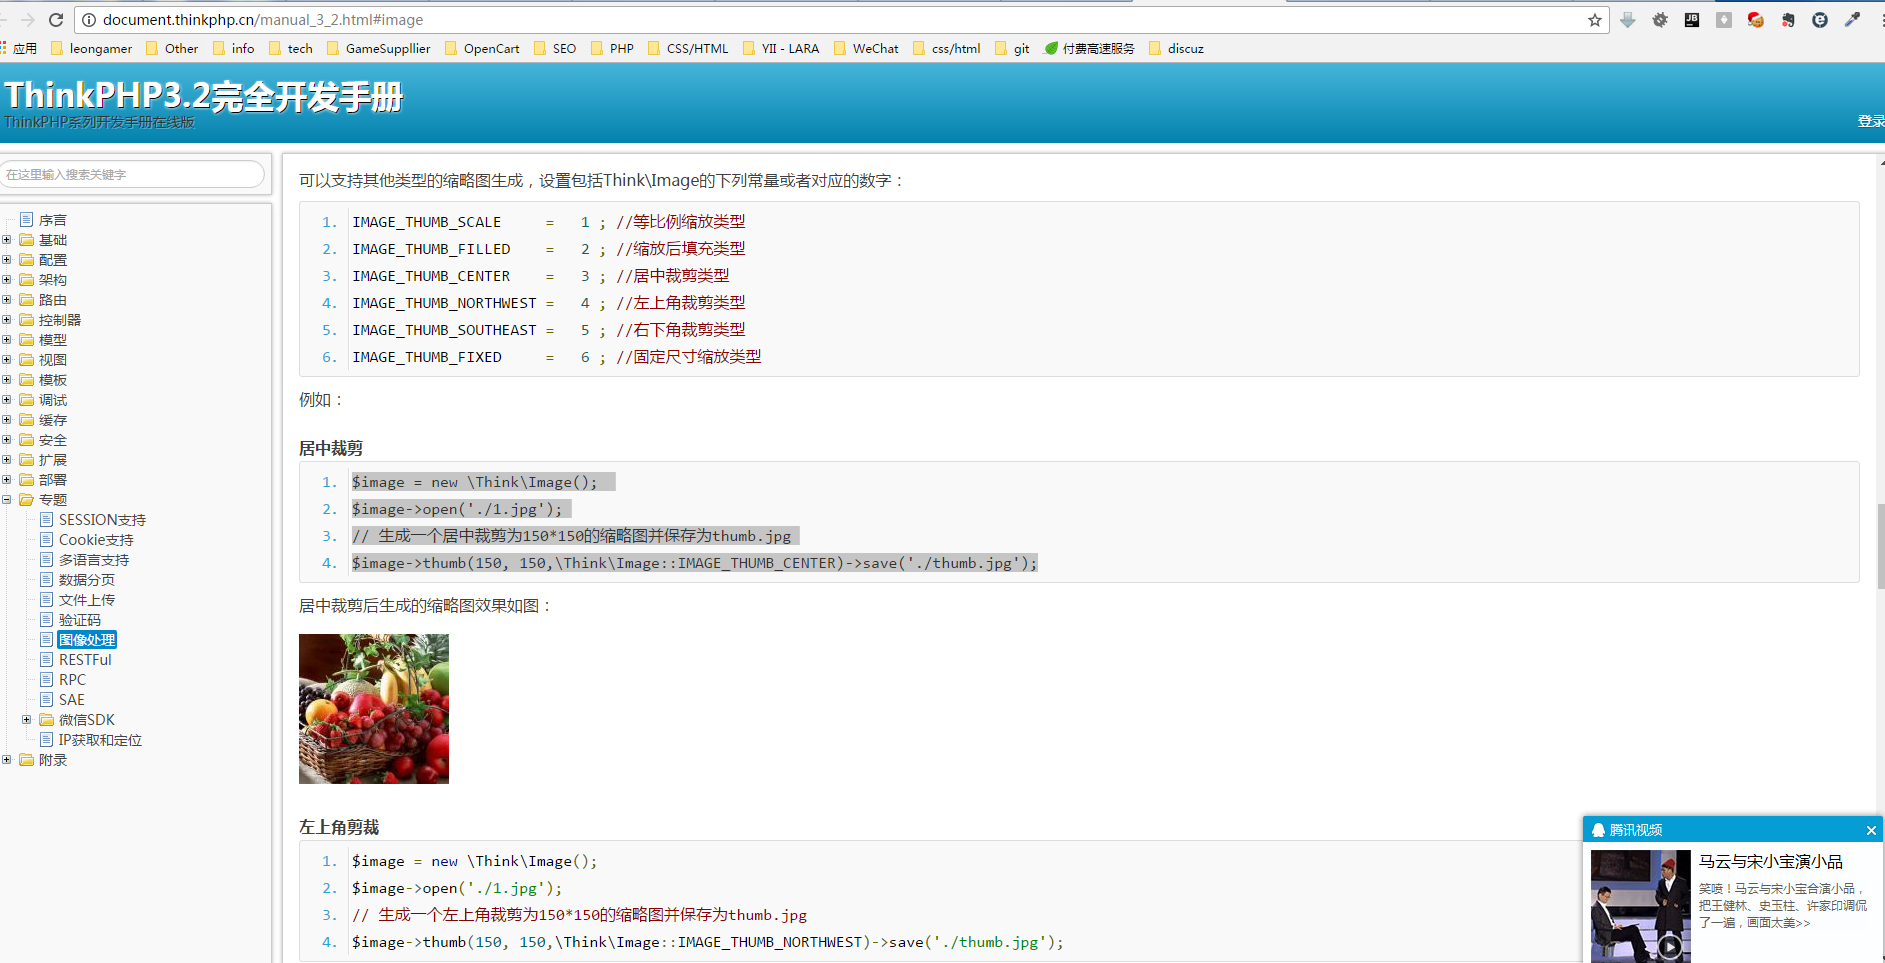 document.thinkphp.cn/manual_3_2.html#image
应用 leongamer Other info tech GameSuppllier OpenCart SEO PHP CSS/HTML YII - LARA WeChat css/html git 付费高速服务 discuz
ThinkPHP3.2完全开发手册
ThinkPHP系列开发手册在线版
登录
在这里输入搜索关键字
序言
基础
配置
架构
路由
控制器
模型
视图
模板
调试
缓存
安全
扩展
部署
专题
SESSION支持
Cookie支持
多语言支持
数据分页
文件上传
验证码
图像处理
RESTFul
RPC
SAE
微信SDK
IP获取和定位
附录
可以支持其他类型的缩略图生成，设置包括Think\Image的下列常量或者对应的数字：
1. IMAGE_THUMB_SCALE     =   1 ; //等比例缩放类型
2. IMAGE_THUMB_FILLED    =   2 ; //缩放后填充类型
3. IMAGE_THUMB_CENTER    =   3 ; //居中裁剪类型
4. IMAGE_THUMB_NORTHWEST =   4 ; //左上角裁剪类型
5. IMAGE_THUMB_SOUTHEAST =   5 ; //右下角裁剪类型
6. IMAGE_THUMB_FIXED     =   6 ; //固定尺寸缩放类型
例如：
居中裁剪
1. $image = new \Think\Image();
2. $image->open('./1.jpg');
3. // 生成一个居中裁剪为150*150的缩略图并保存为thumb.jpg
4. $image->thumb(150, 150,\Think\Image::IMAGE_THUMB_CENTER)->save('./thumb.jpg');
居中裁剪后生成的缩略图效果如图：
左上角剪裁
1. $image = new \Think\Image();
2. $image->open('./1.jpg');
3. // 生成一个左上角裁剪为150*150的缩略图并保存为thumb.jpg
4. $image->thumb(150, 150,\Think\Image::IMAGE_THUMB_NORTHWEST)->save('./thumb.jpg');
腾讯视频
马云与宋小宝演小品
笑喷！马云与宋小宝合演小品，
把王健林、史玉柱、许家印调侃
了一遍，画面太美>>